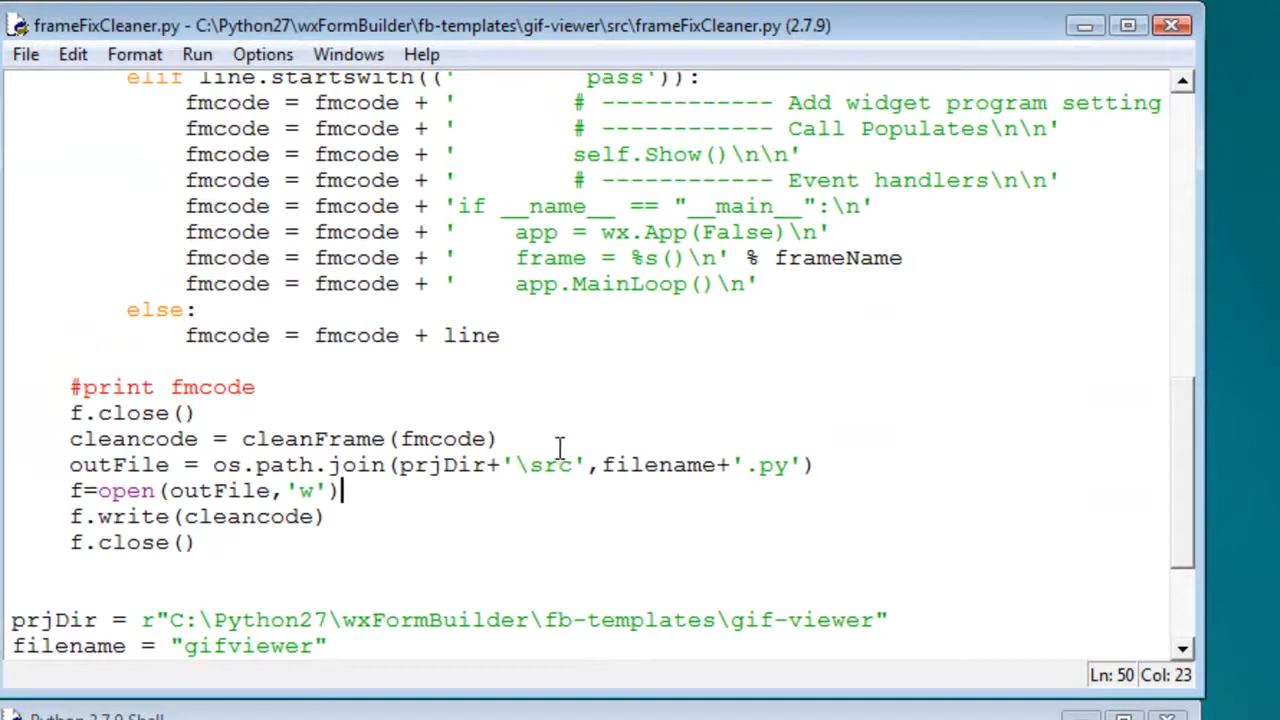 frameFixCleaner.py - C:\Python27\wxFormBuilder\fb-templates\gif-viewer\src\frameFixCleaner.py (2.7.9)
File Edit Format Run Options Windows Help
        elif line.startswith(('        pass')):
            fmcode = fmcode + '        # ------------ Add widget program setting
            fmcode = fmcode + '        # ------------ Call Populates\n\n'
            fmcode = fmcode + '        self.Show()\n\n'
            fmcode = fmcode + '        # ------------ Event handlers\n\n'
            fmcode = fmcode + 'if __name__ == "__main__":\n'
            fmcode = fmcode + '    app = wx.App(False)\n'
            fmcode = fmcode + '    frame = %s()\n' % frameName
            fmcode = fmcode + '    app.MainLoop()\n'
        else:
            fmcode = fmcode + line
    #print fmcode
    f.close()
    cleancode = cleanFrame(fmcode)
    outFile = os.path.join(prjDir+'\src',filename+'.py')
    f=open(outFile,'w')
    f.write(cleancode)
    f.close()
prjDir = r"C:\Python27\wxFormBuilder\fb-templates\gif-viewer"
filename = "gifviewer"
Ln: 50 Col: 23
Python 2.7.9 Shell